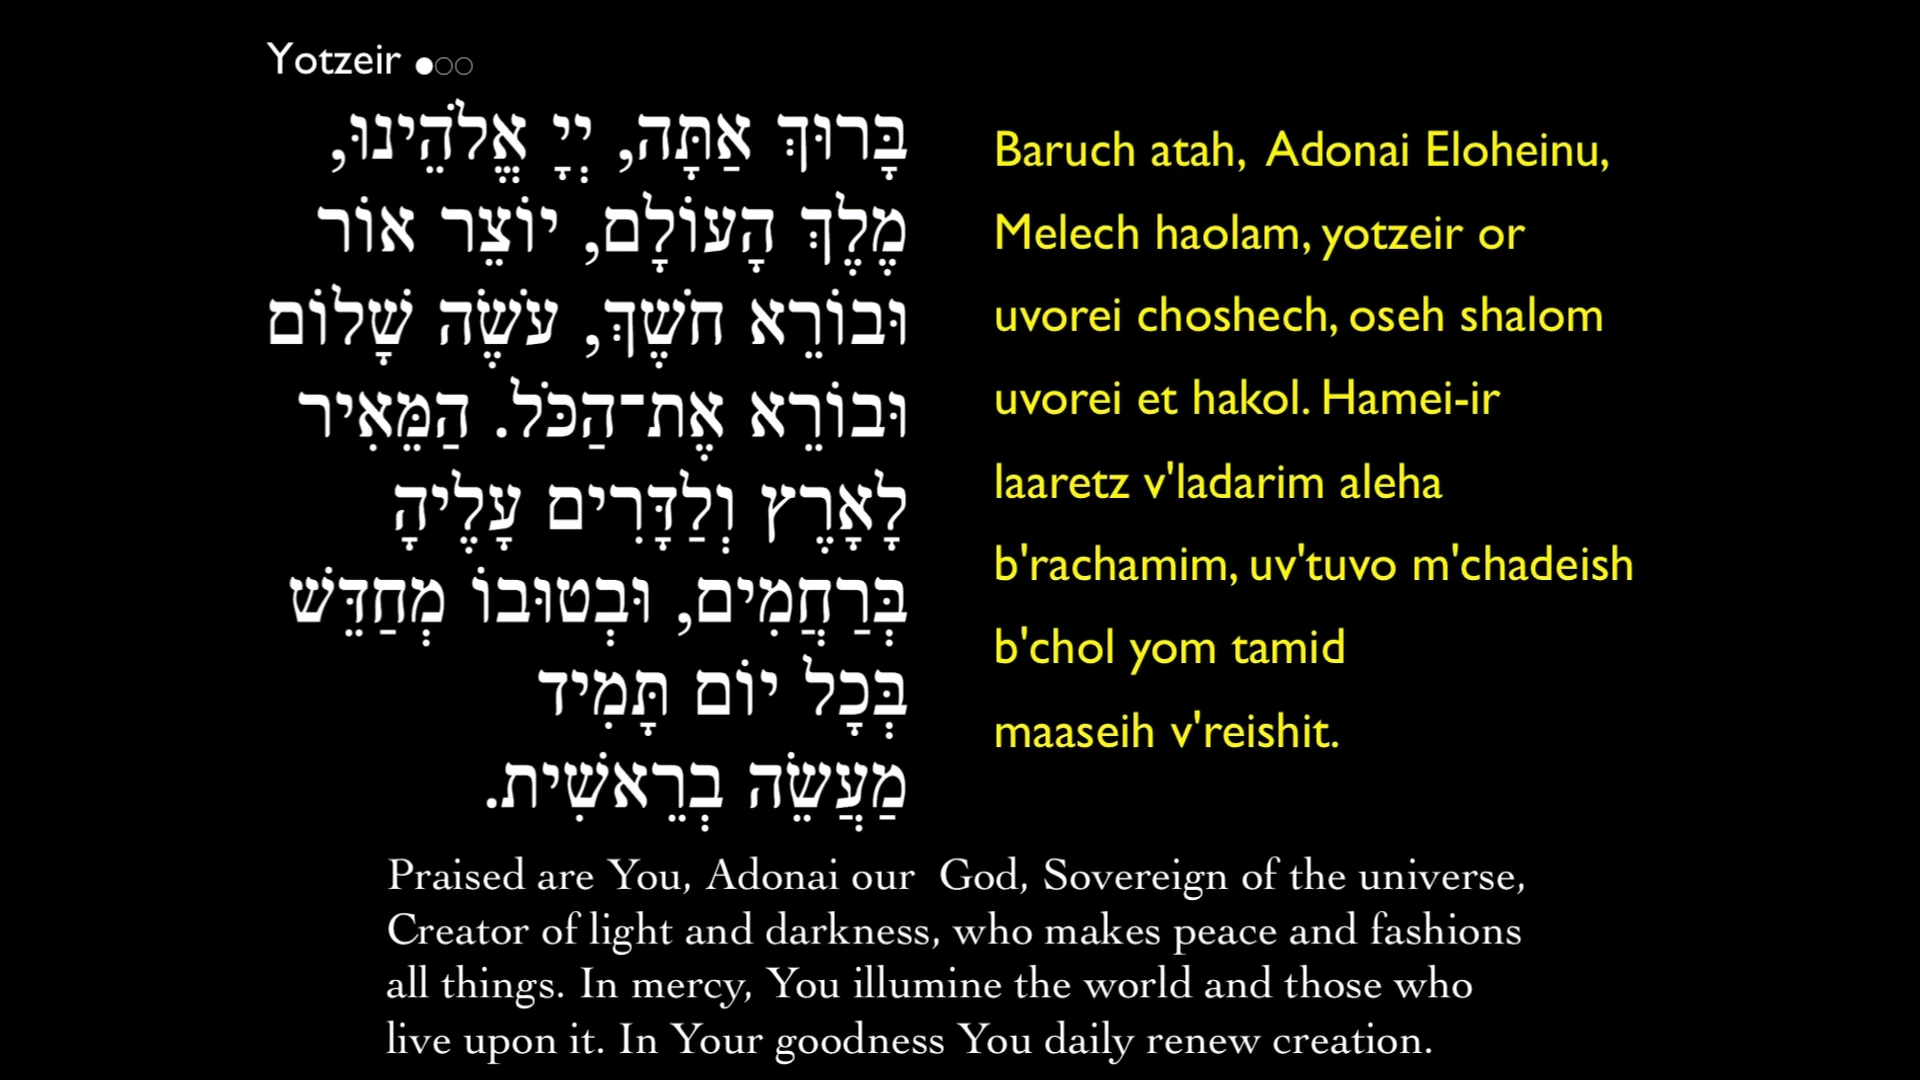 Yotzeir ●○○
בָּרוּךְ אַתָּה, יְיָ אֱלֹהֵינוּ,
מֶלֶךְ הָעוֹלָם, יוֹצֵר אוֹר
וּבוֹרֵא חֹשֶׁךְ, עֹשֶׂה שָׁלוֹם
וּבוֹרֵא אֶת־הַכֹּל. הַמֵּאִיר
לָאָרֶץ וְלַדָּרִים עָלֶיהָ
בְּרַחֲמִים, וּבְטוּבוֹ מְחַדֵּשׁ
בְּכָל יוֹם תָּמִיד
מַעֲשֵׂה בְרֵאשִׁית.
Baruch atah, Adonai Eloheinu,
Melech haolam, yotzeir or
uvorei choshech, oseh shalom
uvorei et hakol. Hamei-ir
laaretz v'ladarim aleha
b'rachamim, uv'tuvo m'chadeish
b'chol yom tamid
maaseih v'reishit.
Praised are You, Adonai our God, Sovereign of the universe,
Creator of light and darkness, who makes peace and fashions
all things. In mercy, You illumine the world and those who
live upon it. In Your goodness You daily renew creation.